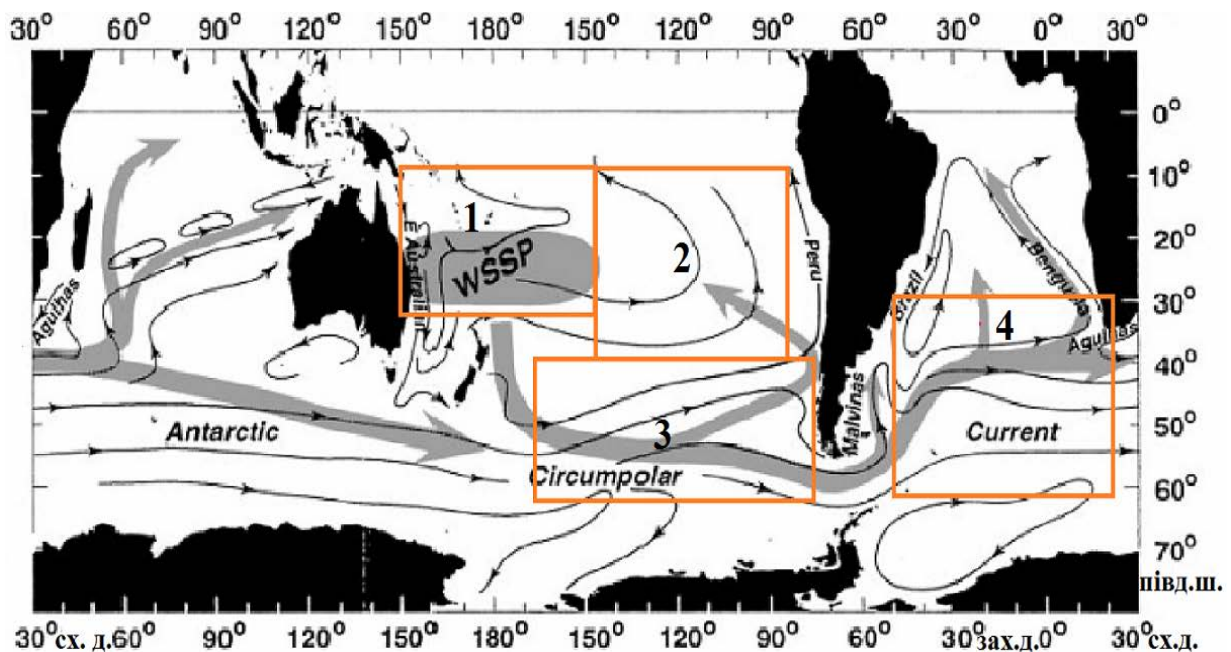 30° 60° 90° 120° 150° 180° 150° 120° 90° 60° 30° 0° 30°
0°
10°
20°
30°
40°
50°
60°
70°
півд.ш.
Agulhas
E Australian
1
WSSP
2
Peru
Brazil
Benguela
4
Agulhas
Malvinas
3
Antarctic
Circumpolar
Current
30° сх. д. 60° 90° 120° 150° 180° 150° 120° 90° 60° 30° зах.д. 0° 30° сх.д.